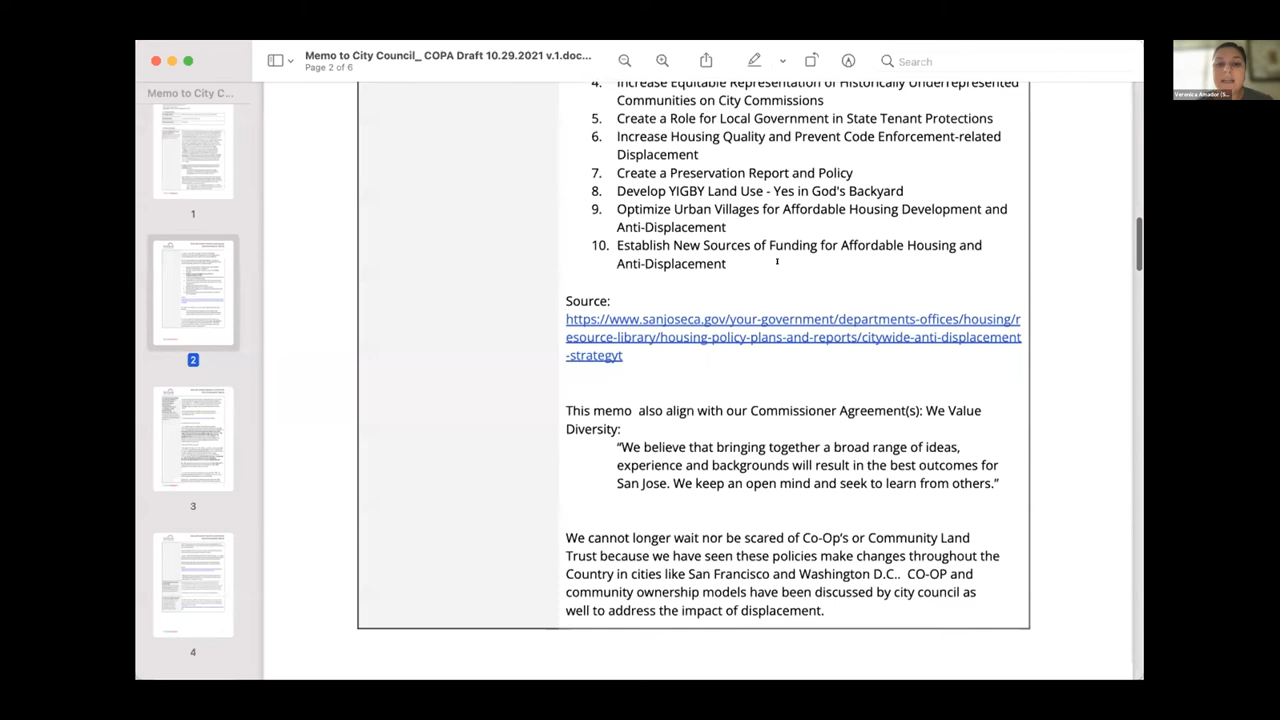 Memo to City Council_ COPA Draft 10.29.2021 v.1.doc...
Page 2 of 6
Search
Verenica Amador (S...
Memo to City C...
1
2
3
4
4. Increase Equitable Representation of Historically Underrepresented
Communities on City Commissions
5. Create a Role for Local Government in State Tenant Protections
6. Increase Housing Quality and Prevent Code Enforcement-related
Displacement
7. Create a Preservation Report and Policy
8. Develop YIGBY Land Use - Yes in God's Backyard
9. Optimize Urban Villages for Affordable Housing Development and
Anti-Displacement
10. Establish New Sources of Funding for Affordable Housing and
Anti-Displacement
Source:
https://www.sanjoseca.gov/your-government/departments-offices/housing/r
esource-library/housing-policy-plans-and-reports/citywide-anti-displacement
-strategyt
This memo also align with our Commissioner Agreement(s): We Value
Diversity:
“We believe that bringing together a broad range of ideas,
experience and backgrounds will result in the best outcomes for
San Jose. We keep an open mind and seek to learn from others.”
We cannot longer wait nor be scared of Co-Op’s or Community Land
Trust because we have seen these policies make changes throughout the
Country in cities like San Francisco and Washington D.C.. CO-OP and
community ownership models have been discussed by city council as
well to address the impact of displacement.